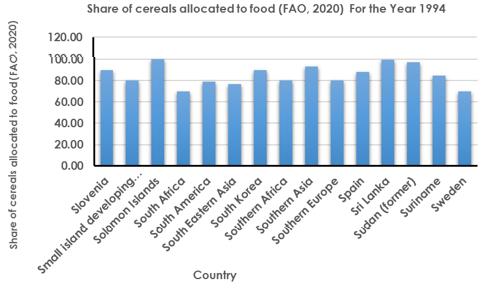 Share of cereals allocated to food (FAO, 2020) For the Year 1994
Share of cereals allocated to food (FAO, 2020)
120.00
100.00
80.00
60.00
40.00
20.00
0.00
Slovenia
Small island developing...
Solomon Islands
South Africa
South America
South Eastern Asia
South Korea
Southern Africa
Southern Asia
Southern Europe
Spain
Sri Lanka
Sudan (former)
Suriname
Sweden
Country